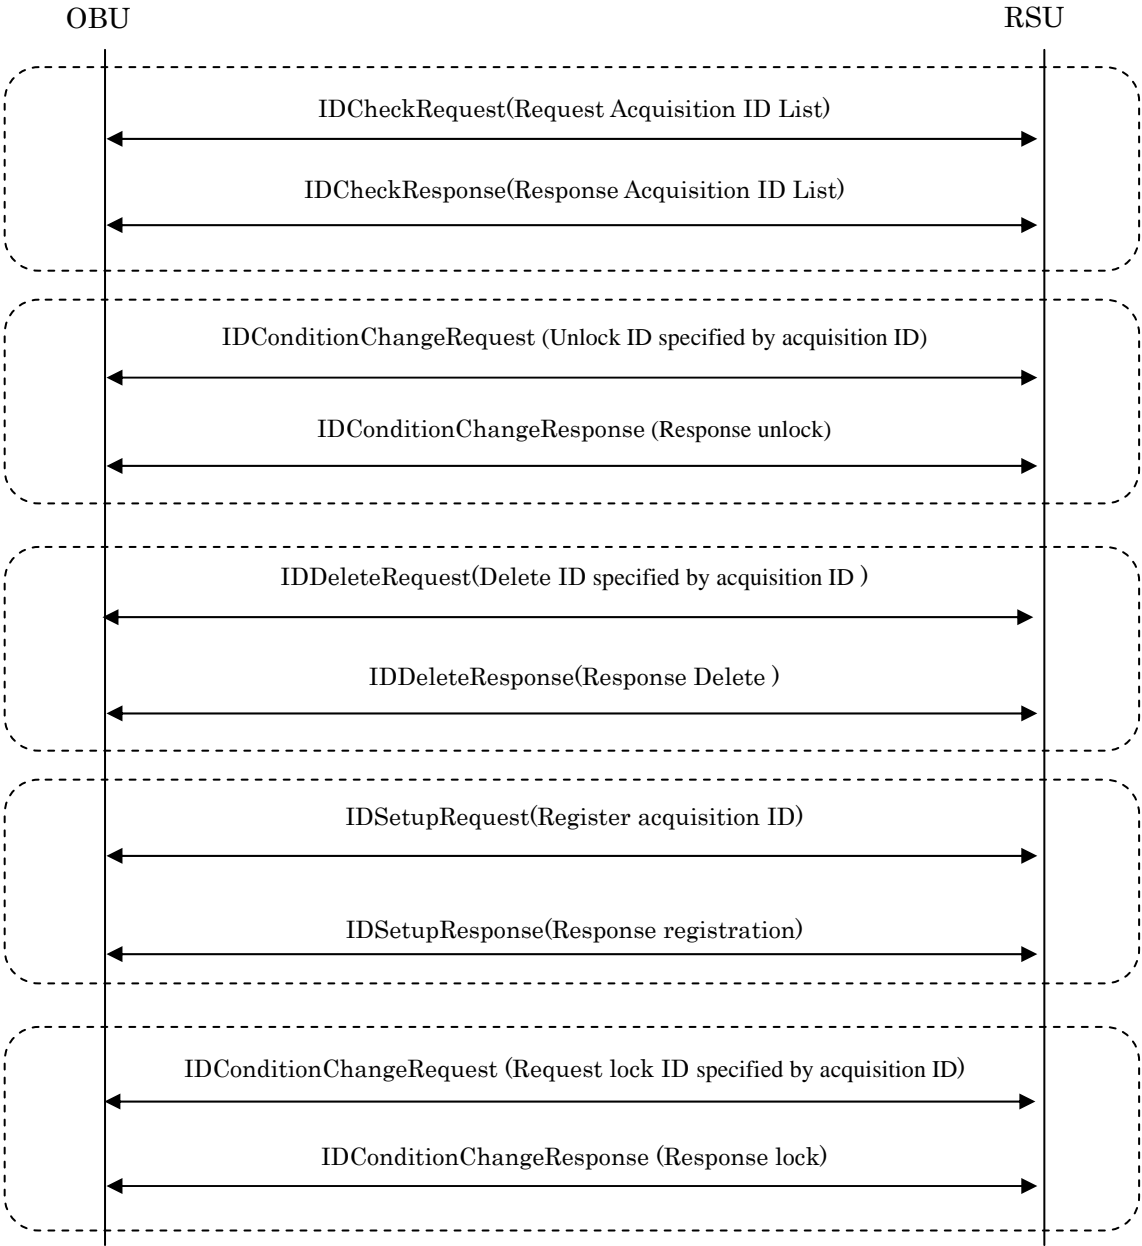 OBU
RSU
IDCheckRequest(Request Acquisition ID List)
IDCheckResponse(Response Acquisition ID List)
IDConditionChangeRequest (Unlock ID specified by acquisition ID)
IDConditionChangeResponse (Response unlock)
IDDeleteRequest(Delete ID specified by acquisition ID )
IDDeleteResponse(Response Delete )
IDSetupRequest(Register acquisition ID)
IDSetupResponse(Response registration)
IDConditionChangeRequest (Request lock ID specified by acquisition ID)
IDConditionChangeResponse (Response lock)